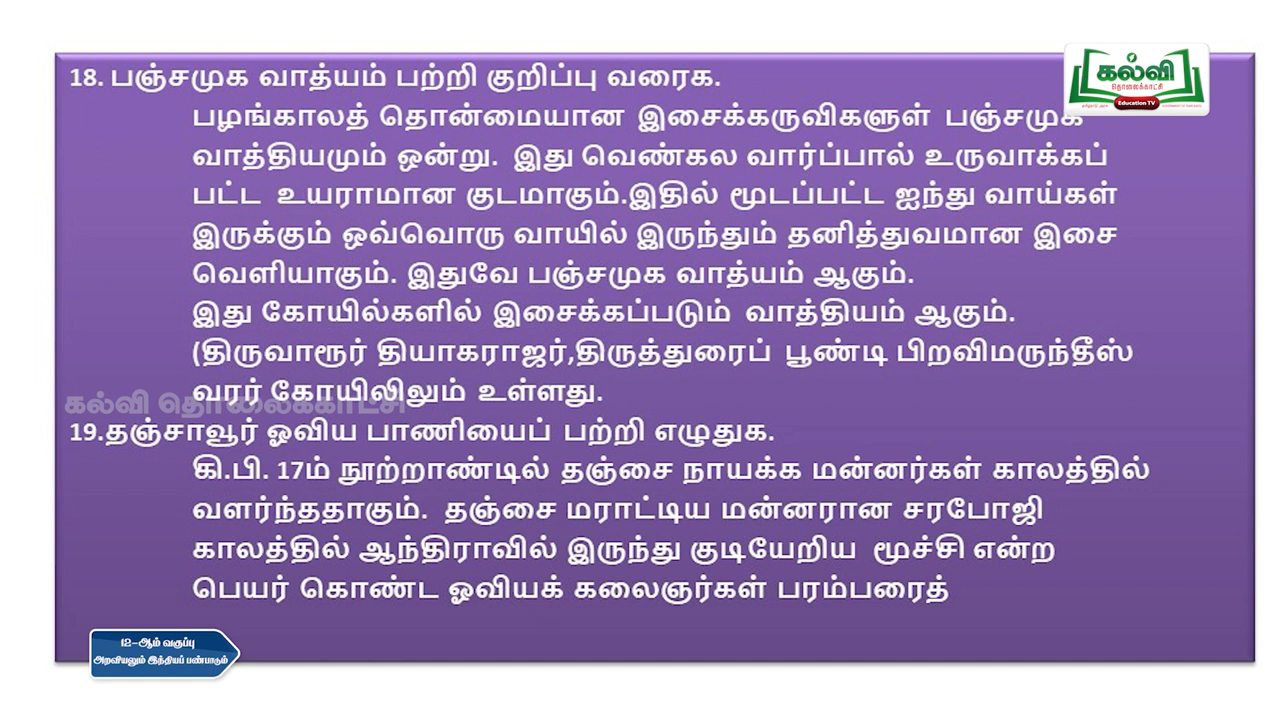 கல்வி
தொலைக்காட்சி
Education TV
18. பஞ்சமுக வாத்யம் பற்றி குறிப்பு வரைக.
பழங்காலத் தொன்மையான இசைக்கருவிகளுள் பஞ்சமுக
வாத்தியமும் ஒன்று. இது வெண்கல வார்ப்பால் உருவாக்கப்
பட்ட உயராமான குடமாகும்.இதில் மூடப்பட்ட ஐந்து வாய்கள்
இருக்கும் ஒவ்வொரு வாயில் இருந்தும் தனித்துவமான இசை
வெளியாகும். இதுவே பஞ்சமுக வாத்யம் ஆகும்.
இது கோயில்களில் இசைக்கப்படும் வாத்தியம் ஆகும்.
(திருவாரூர் தியாகராஜர்,திருத்துரைப் பூண்டி பிறவிமருந்தீஸ்
வரர் கோயிலிலும் உள்ளது.
கல்வி தொலைக்காட்சி
19.தஞ்சாவூர் ஓவிய பாணியைப் பற்றி எழுதுக.
கி.பி. 17ம் நூற்றாண்டில் தஞ்சை நாயக்க மன்னர்கள் காலத்தில்
வளர்ந்ததாகும். தஞ்சை மராட்டிய மன்னரான சரபோஜி
காலத்தில் ஆந்திராவில் இருந்து குடியேறிய மூச்சி என்ற
பெயர் கொண்ட ஓவியக் கலைஞர்கள் பரம்பரைத்
12-ஆம் வகுப்பு
அறவியலும் இந்தியப் பண்பாடும்